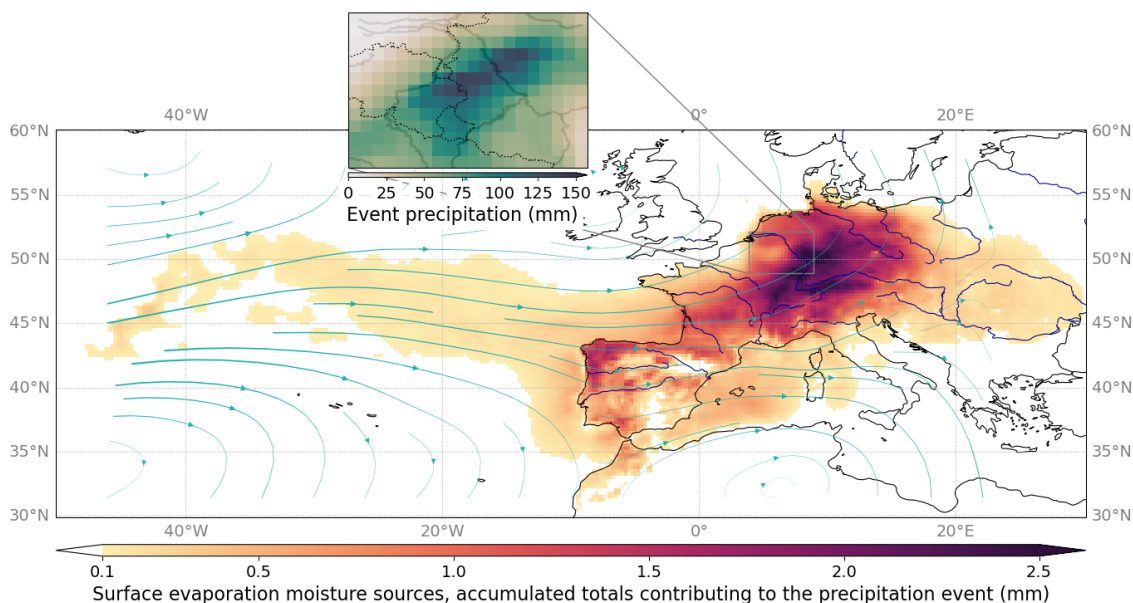 0 25 50 75 100 125 150
Event precipitation (mm)
40°W 20°W 0° 20°E
60°N 60°N
55°N 55°N
50°N 50°N
45°N 45°N
40°N 40°N
35°N 35°N
30°N 30°N
40°W 20°W 0° 20°E
0.1 0.5 1.0 1.5 2.0 2.5
Surface evaporation moisture sources, accumulated totals contributing to the precipitation event (mm)